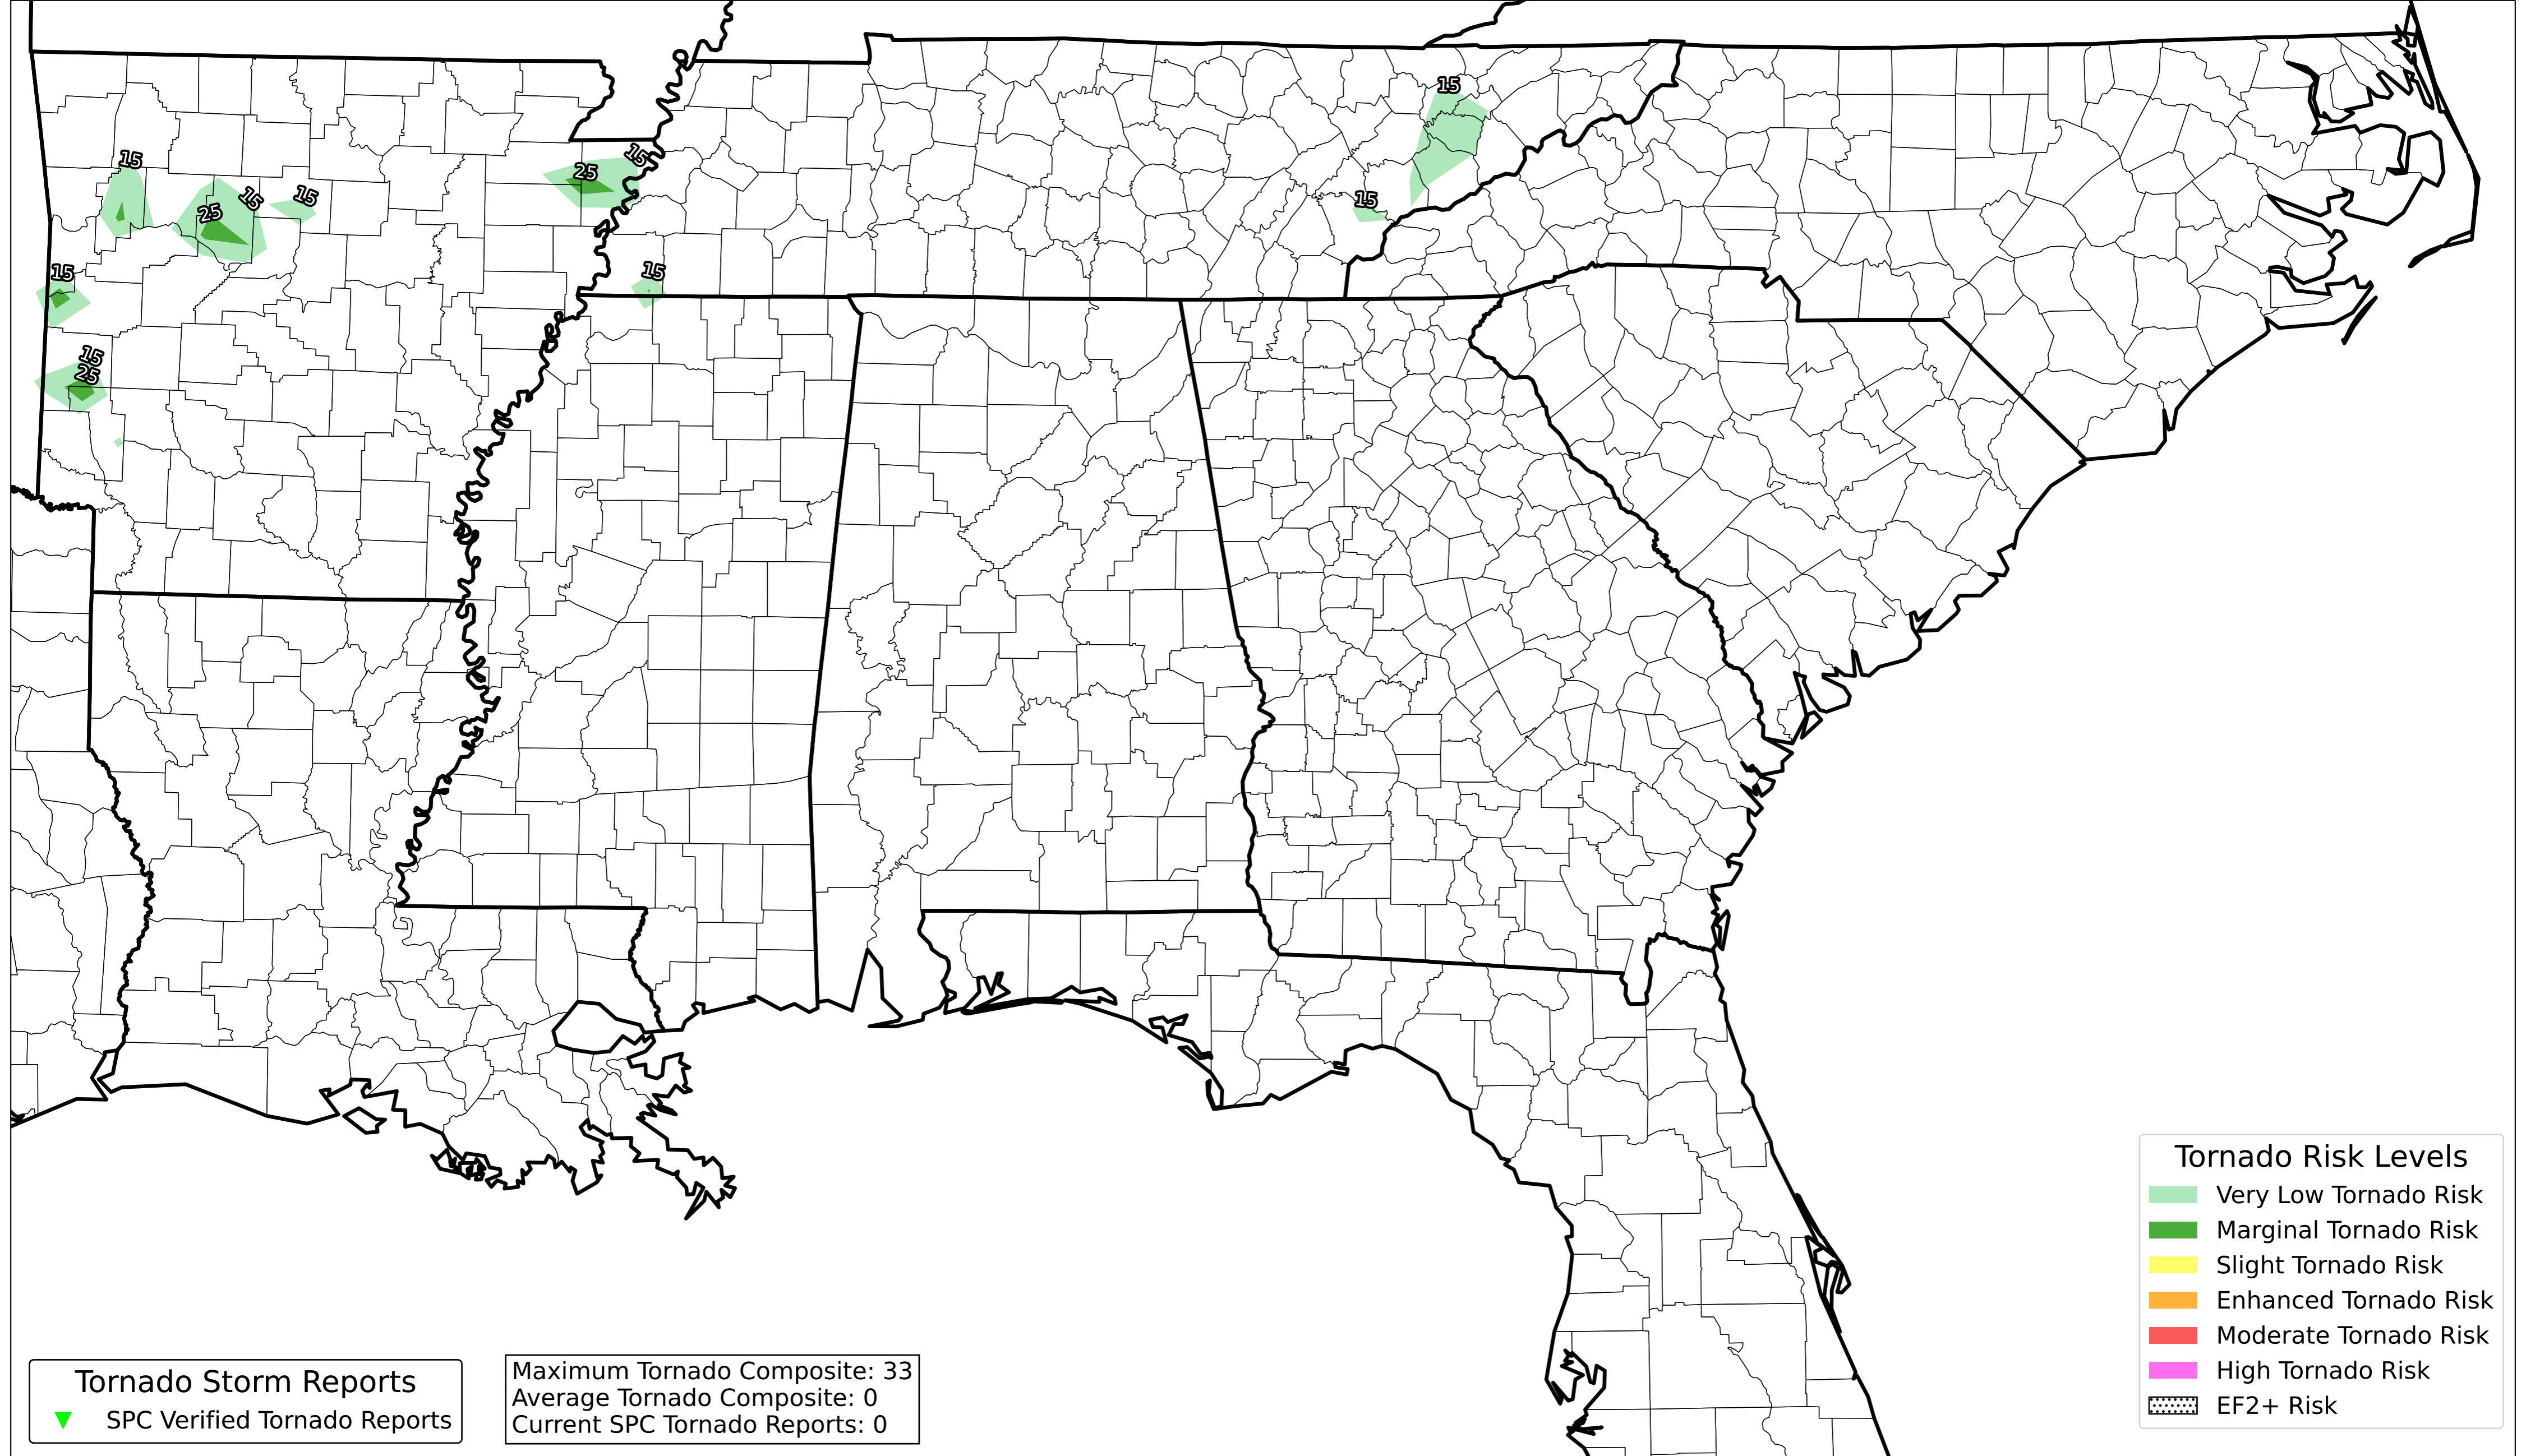 15
15
15
25
25
15
15
15
15
15
15
25
Tornado Risk Levels
Very Low Tornado Risk
Marginal Tornado Risk
Slight Tornado Risk
Enhanced Tornado Risk
Moderate Tornado Risk
High Tornado Risk
EF2+ Risk
Tornado Storm Reports
SPC Verified Tornado Reports
Maximum Tornado Composite: 33
Average Tornado Composite: 0
Current SPC Tornado Reports: 0